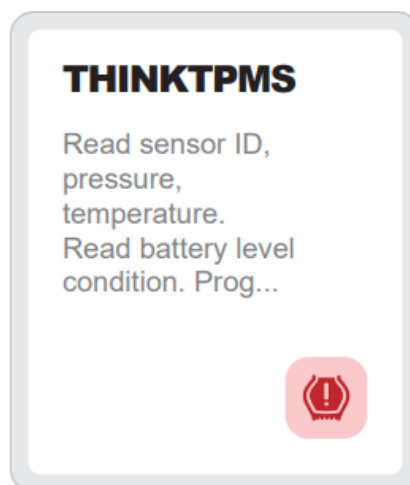 THINKTPMS
Read sensor ID,
pressure,
temperature.
Read battery level
condition. Prog...